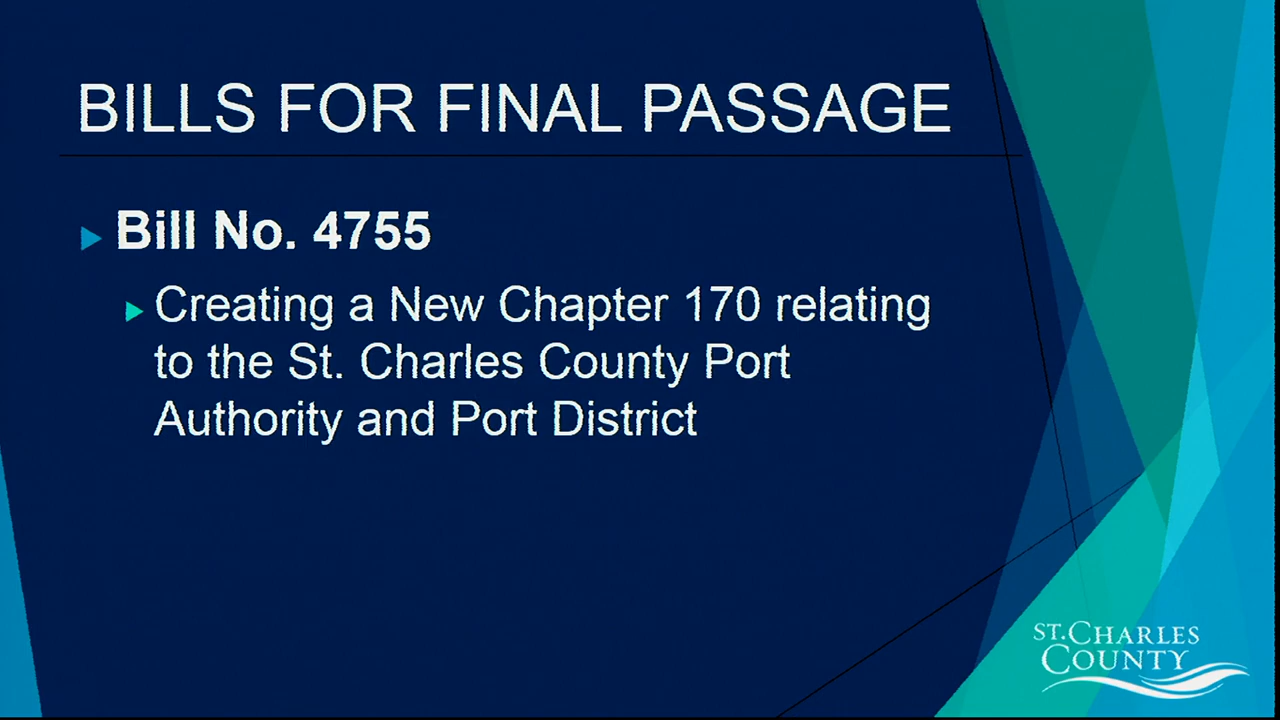 BILLS FOR FINAL PASSAGE
Bill No. 4755
Creating a New Chapter 170 relating
to the St. Charles County Port
Authority and Port District
ST. CHARLES
COUNTY